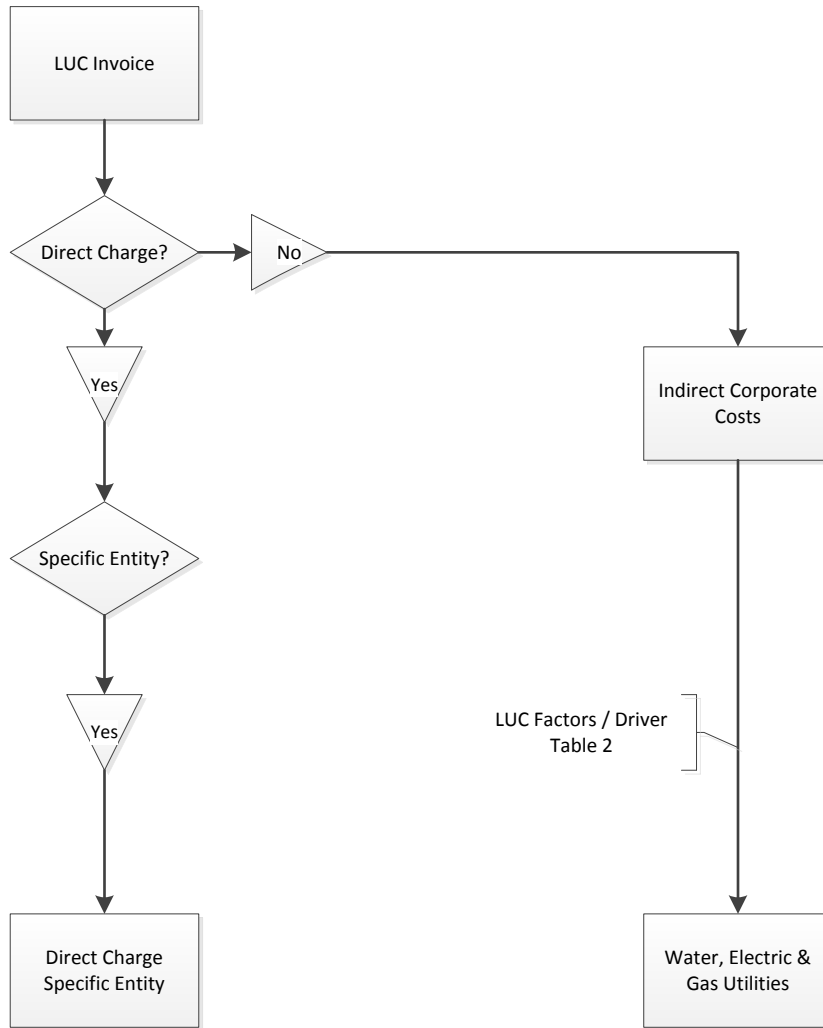 LUC Invoice
Direct Charge?
No
Yes
Indirect Corporate
Costs
Specific Entity?
Yes
LUC Factors / Driver
Table 2
Direct Charge
Specific Entity
Water, Electric &
Gas Utilities